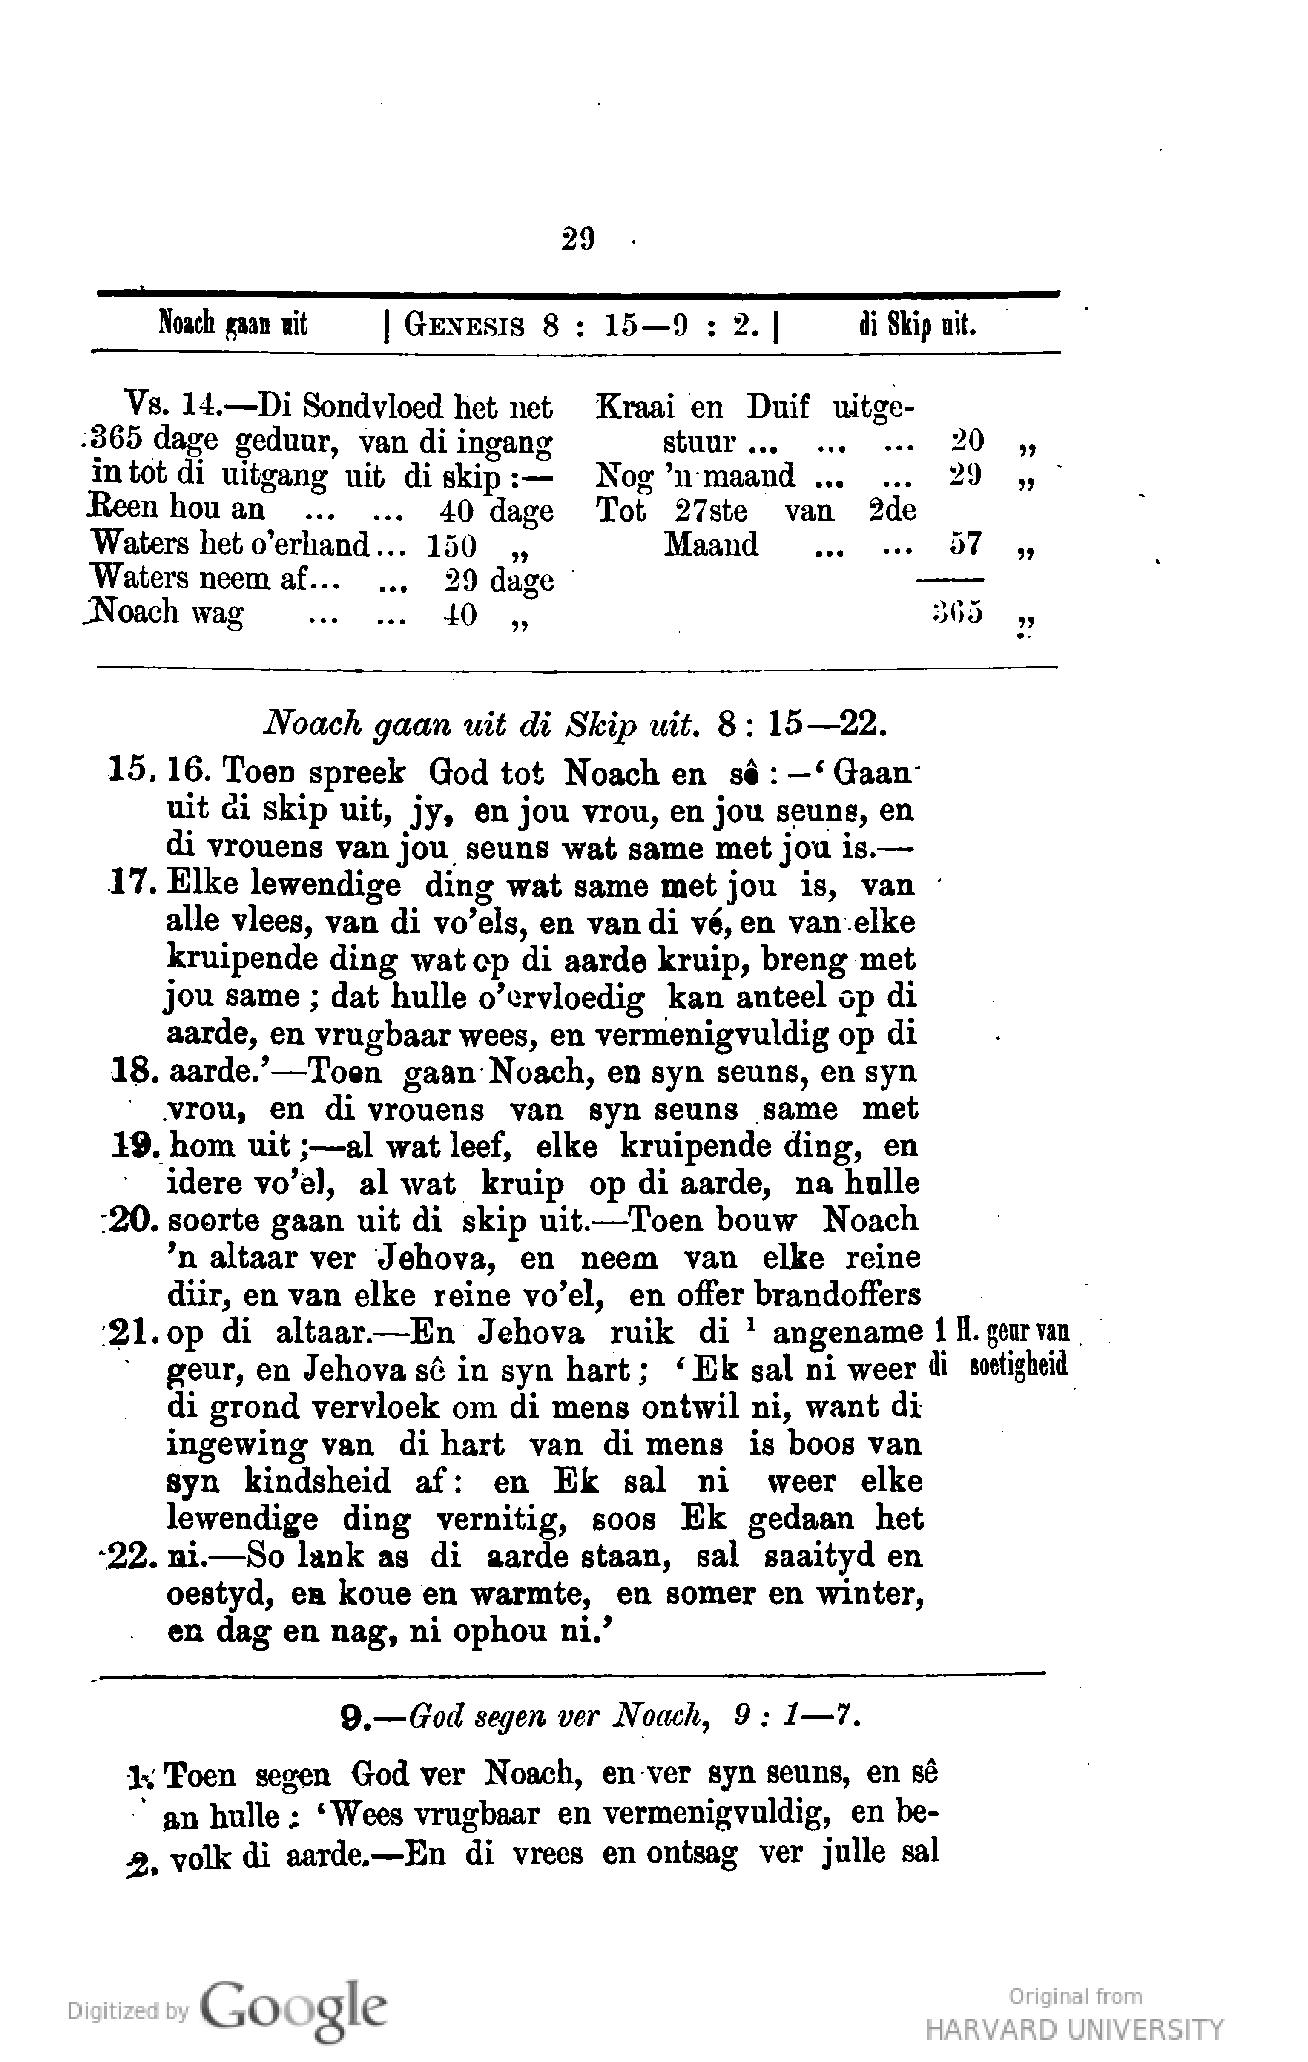 29
Noach gaan uit | GENESIS 8 : 15—9 : 2. | di Skip uit.
Vs. 14.—Di Sondvloed het net
365 dage geduur, van di ingang
in tot di uitgang uit di skip :—
Reen hou an ... ... 40 dage
Waters het o'erhand... 150 „
Waters neem af... ... 29 dage
Noach wag ... ... 40 „
Kraai en Duif uitge-
stuur ... ... ... 20 „
Nog 'n maand ... ... 29 „
Tot 27ste van 2de
Maand ... ... 57 „
365 „
Noach gaan uit di Skip uit. 8 : 15—22.
15, 16. Toen spreek God tot Noach en sê : —‘ Gaan
uit di skip uit, jy, en jou vrou, en jou seuns, en
di vrouens van jou seuns wat same met jou is.—
17. Elke lewendige ding wat same met jou is, van
alle vlees, van di vo'els, en van di vé, en van elke
kruipende ding wat op di aarde kruip, breng met
jou same ; dat hulle o'ervloedig kan anteel op di
aarde, en vrugbaar wees, en vermenigvuldig op di
18. aarde.’—Toen gaan Noach, en syn seuns, en syn
vrou, en di vrouens van syn seuns same met
19. hom uit ;—al wat leef, elke kruipende ding, en
idere vo'el, al wat kruip op di aarde, na hulle
20. soorte gaan uit di skip uit.—Toen bouw Noach
'n altaar ver Jehova, en neem van elke reine
diir, en van elke reine vo'el, en offer brandoffers
21. op di altaar.—En Jehova ruik di ¹ angename 1 H. geur van
geur, en Jehova sê in syn hart ; ‘ Ek sal ni weer di soetigheid
di grond vervloek om di mens ontwil ni, want di
ingewing van di hart van di mens is boos van
syn kindsheid af : en Ek sal ni weer elke
lewendige ding vernitig, soos Ek gedaan het
22. ni.—So lank as di aarde staan, sal saaityd en
oestyd, en koue en warmte, en somer en winter,
en dag en nag, ni ophou ni.’
9.—God segen ver Noach, 9 : 1—7.
1. Toen segen God ver Noach, en ver syn seuns, en sê
an hulle : ‘Wees vrugbaar en vermenigvuldig, en be-
2. volk di aarde.—En di vrees en ontsag ver julle sal
Digitized by Google
Original from
HARVARD UNIVERSITY